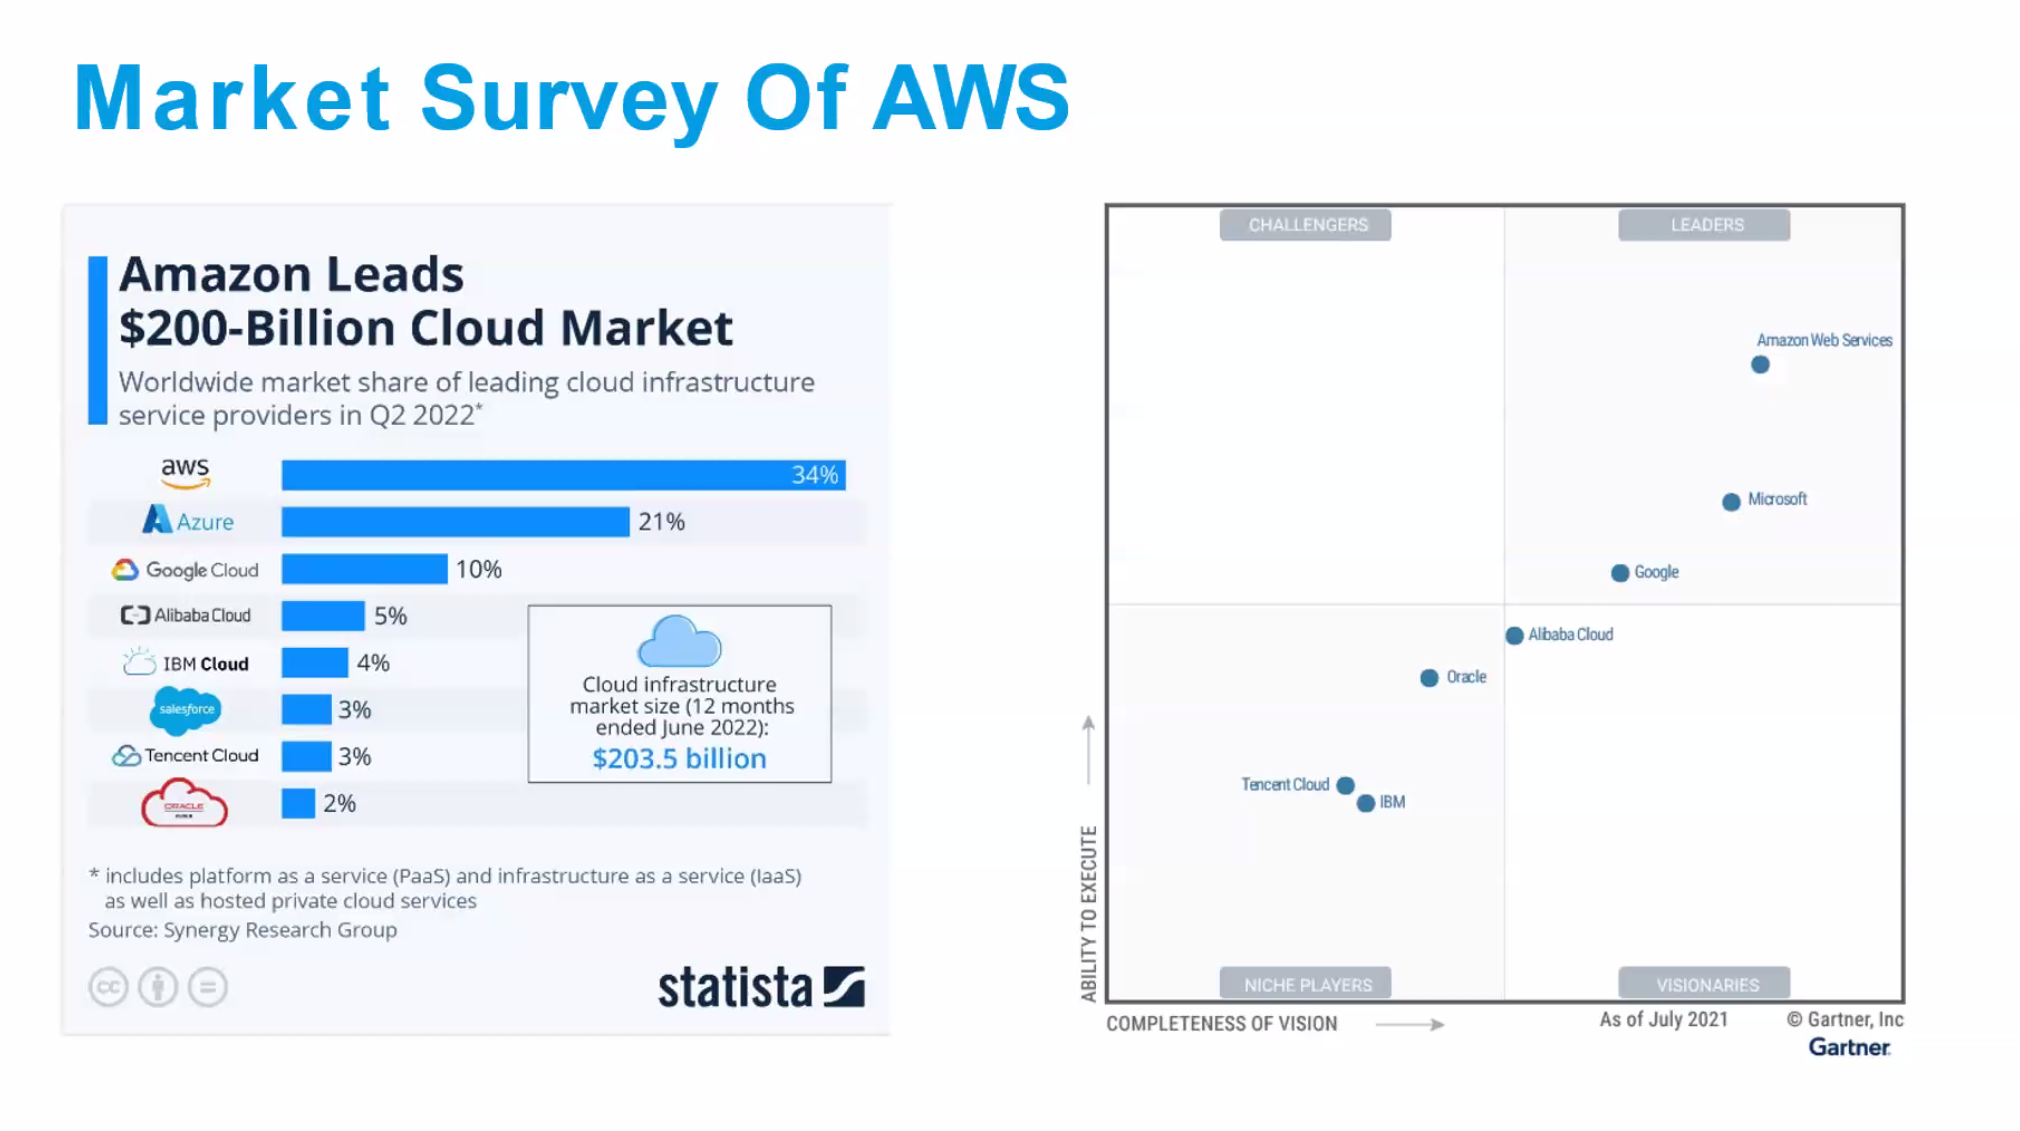 Market Survey Of AWS
Amazon Leads
$200-Billion Cloud Market
Worldwide market share of leading cloud infrastructure
service providers in Q2 2022*
aws
34%
Azure
21%
Google Cloud
10%
Alibaba Cloud
5%
IBM Cloud
4%
salesforce
3%
Tencent Cloud
3%
ORACLE
2%
Cloud infrastructure
market size (12 months
ended June 2022):
$203.5 billion
* includes platform as a service (PaaS) and infrastructure as a service (IaaS)
as well as hosted private cloud services
Source: Synergy Research Group
cc
statista
CHALLENGERS
LEADERS
Amazon Web Services
Microsoft
Google
Alibaba Cloud
Oracle
Tencent Cloud
IBM
ABILITY TO EXECUTE
NICHE PLAYERS
VISIONARIES
COMPLETENESS OF VISION
As of July 2021
© Gartner, Inc
Gartner